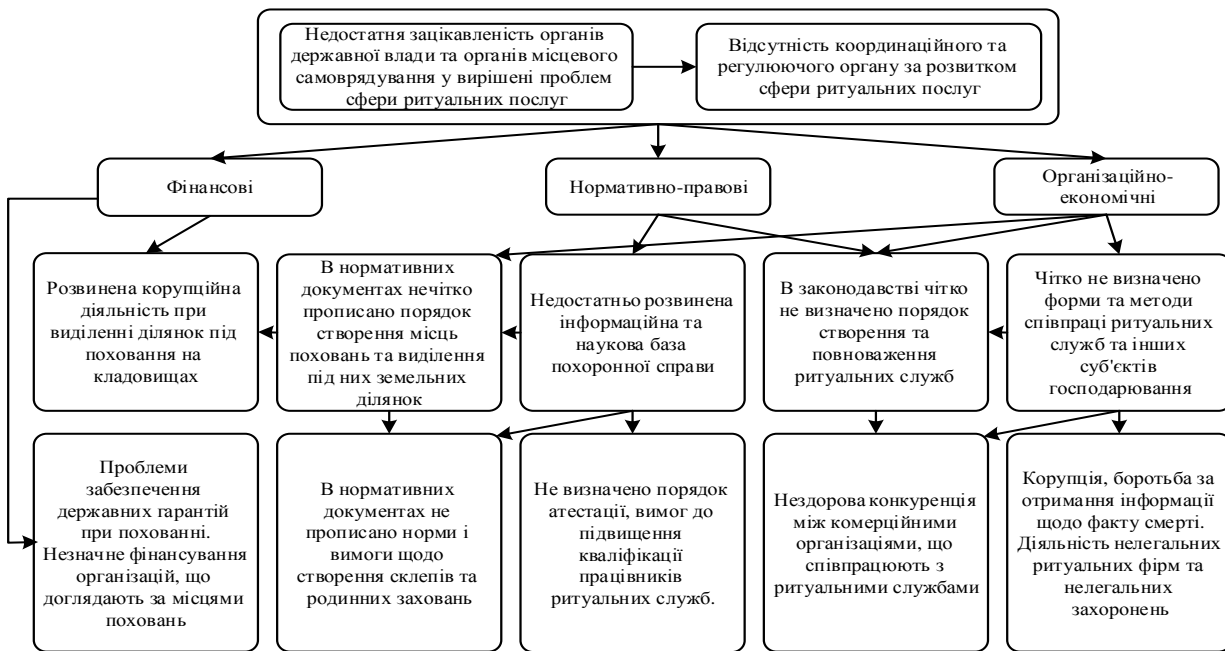 Недостатня зацікавленість органів
державної влади та органів місцевого
самоврядування у вирішені проблем
сфери ритуальних послуг
Відсутність координаційного та
регулюючого органу за розвитком
сфери ритуальних послуг
Фінансові
Нормативно-правові
Організаційно-
економічні
Розвинена корупційна
діяльність при
виділенні ділянок під
поховання на
кладовищах
В нормативних
документах нечітко
прописано порядок
створення місць
поховань та виділення
під них земельних
ділянок
Недостатньо розвинена
інформаційна та
наукова база
похоронної справи
В законодавстві чітко
не визначено порядок
створення та
повноваження
ритуальних служб
Чітко не визначено
форми та методи
співпраці ритуальних
служб та інших
суб'єктів
господарювання
Проблеми
забезпечення
державних гарантій
при похованні.
Незначне фінансування
організацій, що
доглядають за місцями
поховань
В нормативних
документах не
прописано норми і
вимоги щодо
створення склепів та
родинних заховань
Не визначено порядок
атестації, вимог до
підвищення
кваліфікації
працівників
ритуальних служб.
Нездорова конкуренція
між комерційними
організаціями, що
співпрацюють з
ритуальними службами
Корупція, боротьба за
отримання інформації
щодо факту смерті.
Діяльність нелегальних
ритуальних фірм та
нелегальних
захоронень